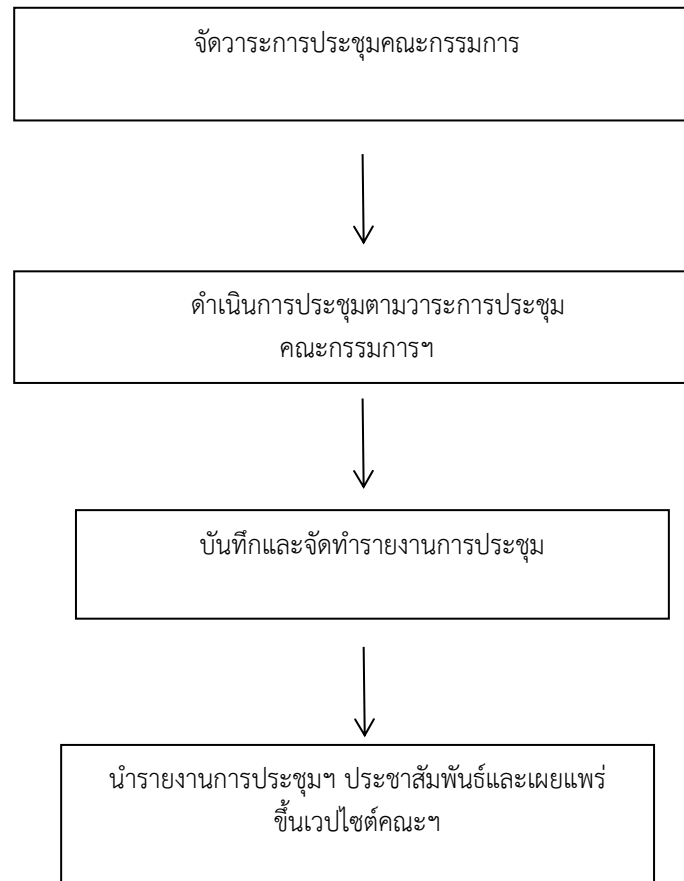 จัดวาระการประชุมคณะกรรมการ
ดำเนินการประชุมตามวาระการประชุม
คณะกรรมการฯ
บันทึกและจัดทำรายงานการประชุม
นำรายงานการประชุมฯ ประชาสัมพันธ์และเผยแพร่
ขึ้นเวปไซต์คณะฯ